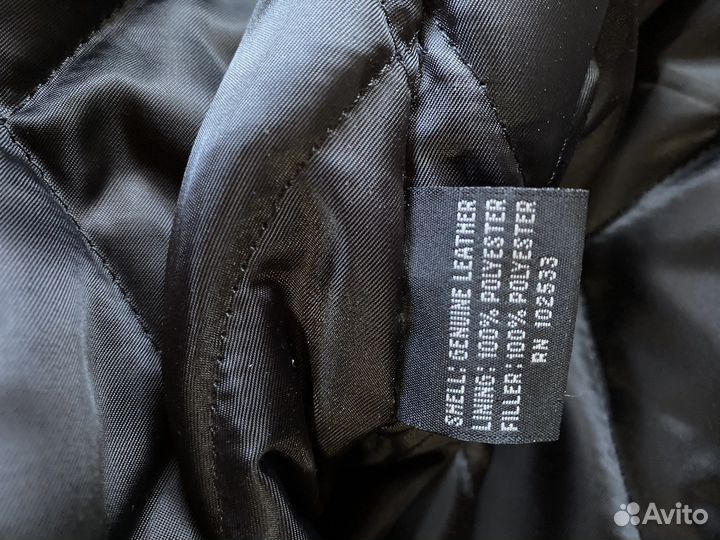 SHELL: GENUINE LEATHER
LINING: 100% POLYESTER
FILLER: 100% POLYESTER
RN 102533
Avito